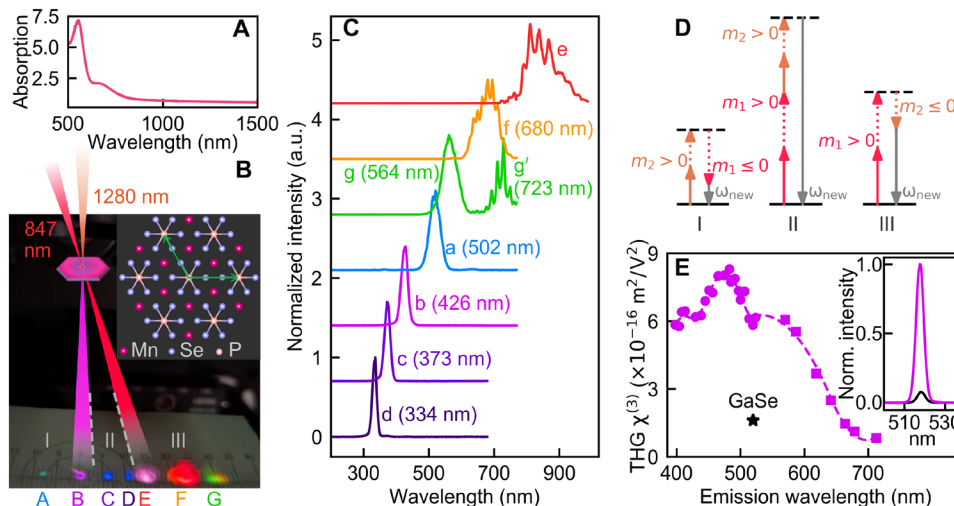 A
Absorption
7.5
5.0
2.5
500
1000
1500
Wavelength (nm)
B
1280 nm
847
nm
Mn
Se
P
I
II
III
A
B
C
D
E
F
G
C
Normalized intensity (a.u.)
5
4
3
2
1
0
e
f (680 nm)
g
(564 nm)
g′
(723 nm)
a (502 nm)
b (426 nm)
c (373 nm)
d (334 nm)
300
500
700
900
Wavelength (nm)
D
m₂ > 0
m₁ > 0
m₂ ≤ 0
m₂ > 0
m₁ ≤ 0
m₁ > 0
ωnew
ωnew
ωnew
I
II
III
E
THG χ⁽³⁾ (×10⁻¹⁶ m²/V²)
9
6
3
0
GaSe
400
500
600
700
800
Emission wavelength (nm)
Norm. intensity
1.0
0.5
0.0
510
530
nm